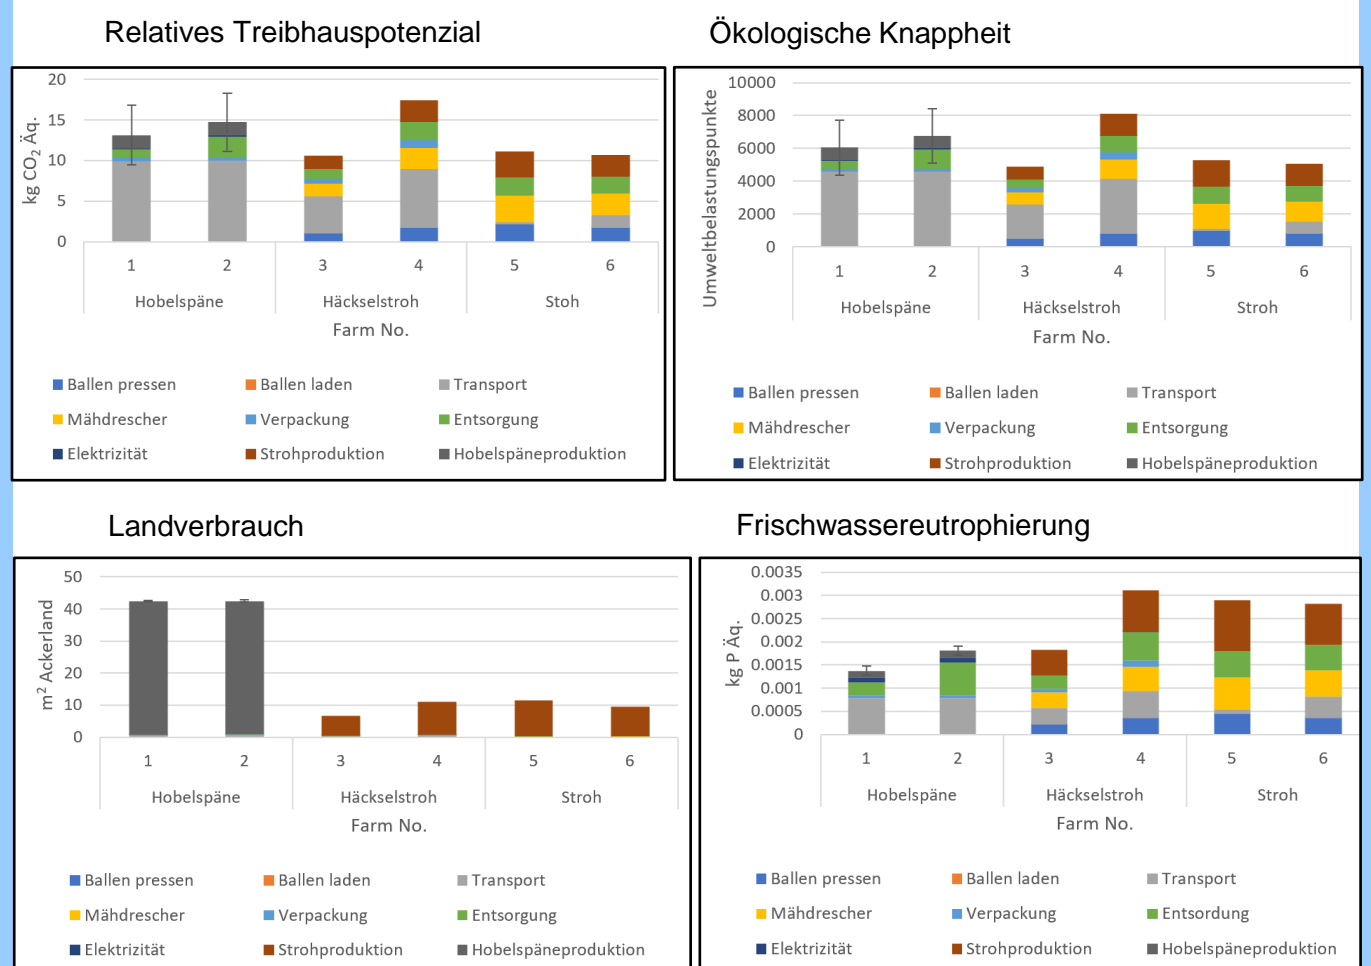 Relatives Treibhauspotenzial
Ökologische Knappheit
20
15
10
5
0
kg CO₂ Äq.
1 2 3 4 5 6
Hobelspäne Häckselstroh Stoh
Farm No.
Ballen pressen Ballen laden Transport
Mähdrescher Verpackung Entsorgung
Elektrizität Strohproduktion Hobelspäneproduktion
10000
8000
6000
4000
2000
0
Umweltbelastungspunkte
1 2 3 4 5 6
Hobelspäne Häckselstroh Stroh
Farm No.
Ballen pressen Ballen laden Transport
Mähdrescher Verpackung Entsorgung
Elektrizität Strohproduktion Hobelspäneproduktion
Landverbrauch
Frischwassereutrophierung
50
40
30
20
10
0
m² Ackerland
1 2 3 4 5 6
Hobelspäne Häckselstroh Stroh
Farm No.
Ballen pressen Ballen laden Transport
Mähdrescher Verpackung Entsorgung
Elektrizität Strohproduktion Hobelspäneproduktion
0.0035
0.003
0.0025
0.002
0.0015
0.001
0.0005
0
kg P Äq.
1 2 3 4 5 6
Hobelspäne Häckselstroh Stroh
Farm No.
Ballen pressen Ballen laden Transport
Mähdrescher Verpackung Entsordung
Elektrizität Strohproduktion Hobelspäneproduktion